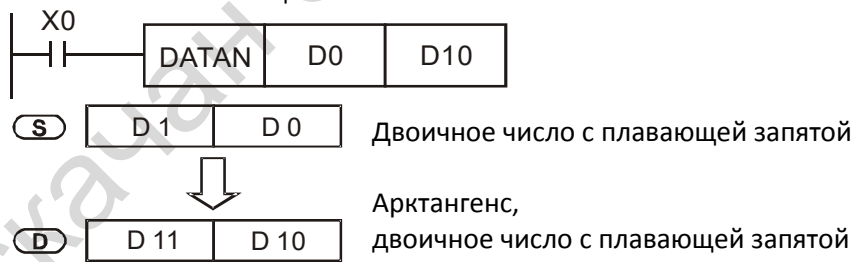 X0
DATAN D0 D10
S D 1 D 0 Двоичное число с плавающей запятой
Арктангенс,
D D 11 D 10 двоичное число с плавающей запятой